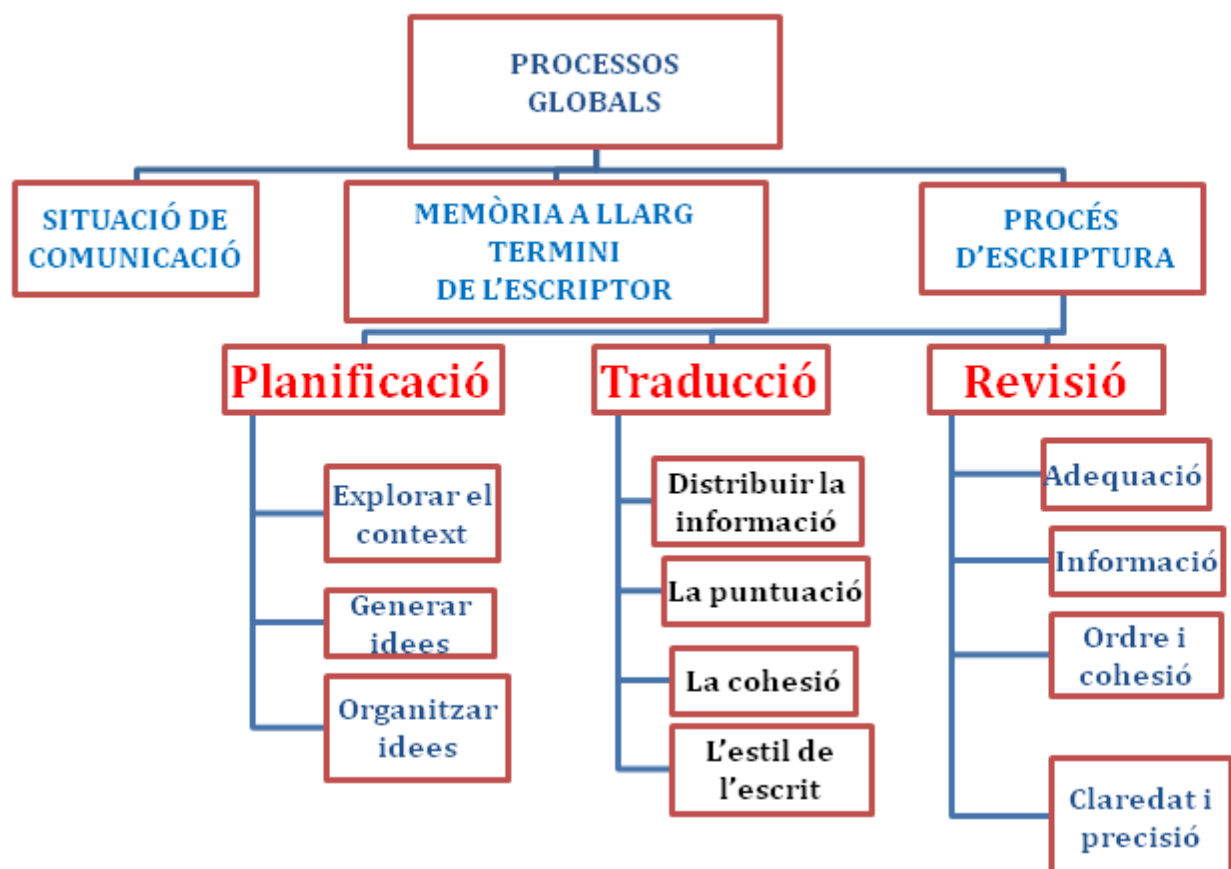 PROCESSOS
GLOBALS
SITUACIÓ DE
COMUNICACIÓ
MEMÒRIA A LLARG
TERMINI
DE L’ESCRIPTOR
PROCÉS
D’ESCRIPTURA
Planificació
Explorar el
context
Generar
idees
Organitzar
idees
Traducció
Distribuir la
informació
La puntuació
La cohesió
L’estil de
l’escrit
Revisió
Adequació
Informació
Ordre i
cohesió
Claredat i
precisió